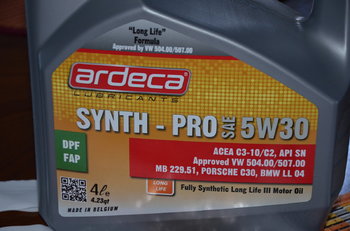 "Long Life"
Formula
Approved by VW 504.00/507.00
ardeca
LUBRICANTS
SYNTH - PRO SAE 5W30
DPF
FAP
ACEA C3-10/C2, API SN
Approved VW 504.00/507.00
MB 229.51, PORSCHE C30, BMW LL 04
4ℓe
4.23qt
LONG
LIFE
Fully Synthetic Long Life III Motor Oil
MADE IN BELGIUM